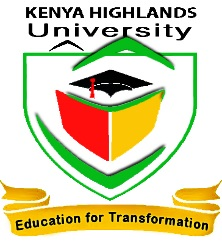 KENYA HIGHLANDS
University
Education for Transformation